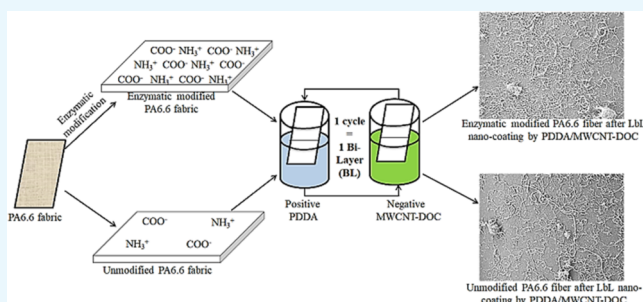 COO⁻ NH₃⁺ COO⁻ NH₃⁺
NH₃⁺ COO⁻ NH₃⁺ COO⁻
COO⁻ NH₃⁺ COO⁻ NH₃⁺
Enzymatic modified
PA6.6 fabric
Enzymatic
modification
PA6.6 fabric
COO⁻ NH₃⁺
NH₃⁺ COO⁻
Unmodified PA6.6 fabric
1 cycle
=
1 Bi-
Layer
(BL)
Positive
PDDA
Negative
MWCNT-DOC
Enzymatic modified PA6.6 fiber after LbL
nano-coating by PDDA/MWCNT-DOC
Unmodified PA6.6 fiber after LbL nano-
coating by PDDA/MWCNT-DOC